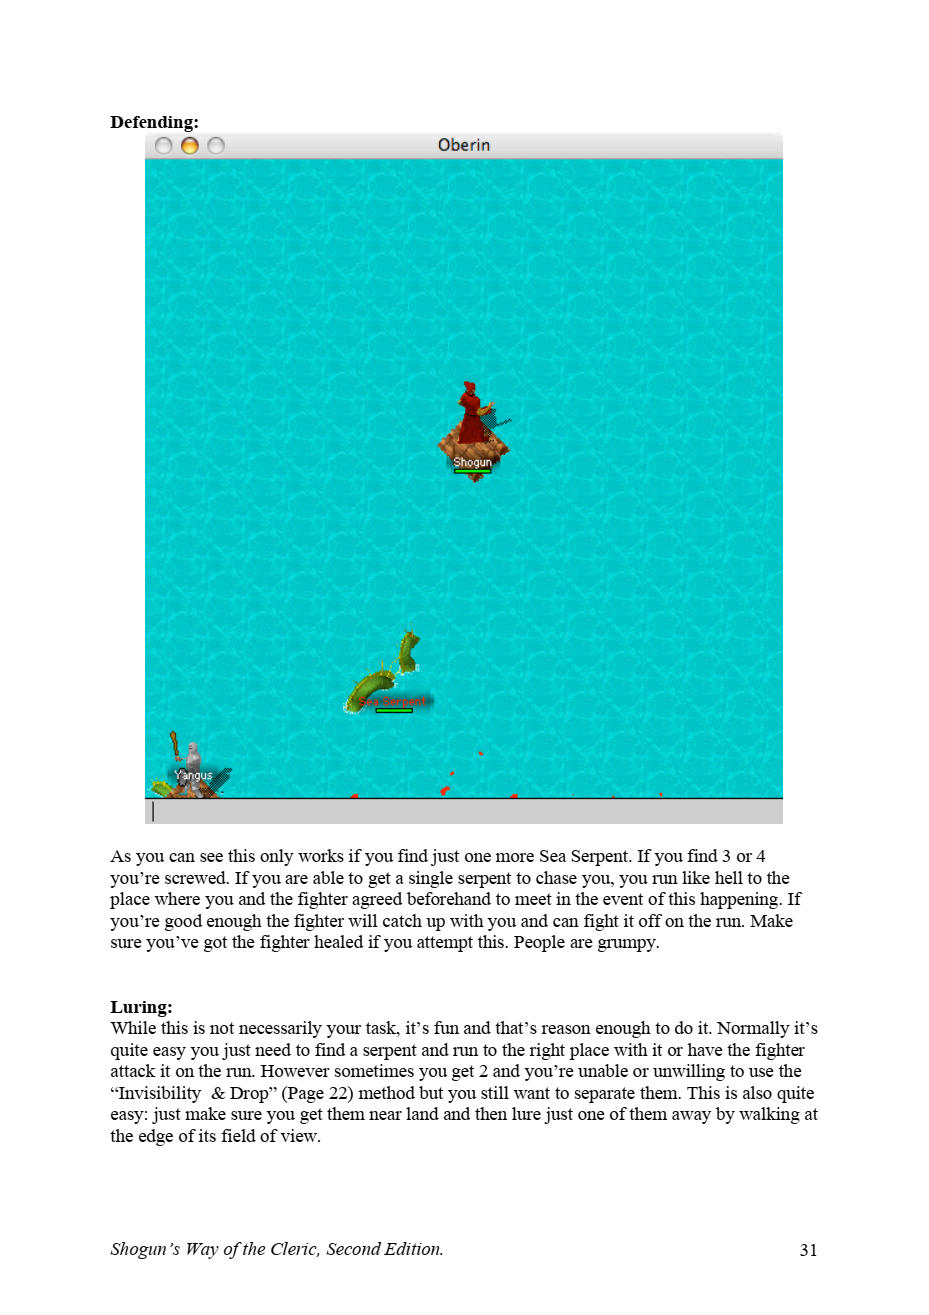 Defending:
Oberin
Shogun
Sea Serpent
Yangus
As you can see this only works if you find just one more Sea Serpent. If you find 3 or 4
you’re screwed. If you are able to get a single serpent to chase you, you run like hell to the
place where you and the fighter agreed beforehand to meet in the event of this happening. If
you’re good enough the fighter will catch up with you and can fight it off on the run. Make
sure you’ve got the fighter healed if you attempt this. People are grumpy.
Luring:
While this is not necessarily your task, it’s fun and that’s reason enough to do it. Normally it’s
quite easy you just need to find a serpent and run to the right place with it or have the fighter
attack it on the run. However sometimes you get 2 and you’re unable or unwilling to use the
“Invisibility  & Drop” (Page 22) method but you still want to separate them. This is also quite
easy: just make sure you get them near land and then lure just one of them away by walking at
the edge of its field of view.
Shogun’s Way of the Cleric, Second Edition. 31